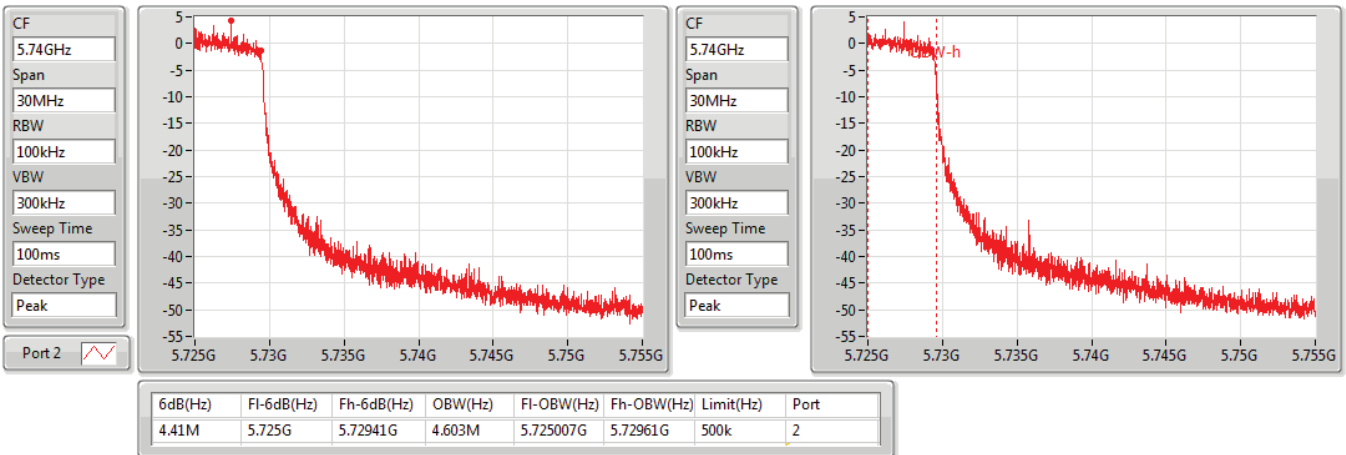 CF
5.74GHz
Span
30MHz
RBW
100kHz
VBW
300kHz
Sweep Time
100ms
Detector Type
Peak
Port 2
5
0
-5
-10
-15
-20
-25
-30
-35
-40
-45
-50
-55
5.725G 5.73G 5.735G 5.74G 5.745G 5.75G 5.755G
CF
5.74GHz
Span
30MHz
RBW
100kHz
VBW
300kHz
Sweep Time
100ms
Detector Type
Peak
5
0
-5
-10
-15
-20
-25
-30
-35
-40
-45
-50
-55
OBW-h
5.725G 5.73G 5.735G 5.74G 5.745G 5.75G 5.755G
6dB(Hz) Fl-6dB(Hz) Fh-6dB(Hz) OBW(Hz) Fl-OBW(Hz) Fh-OBW(Hz) Limit(Hz) Port
4.41M 5.725G 5.72941G 4.603M 5.725007G 5.72961G 500k 2